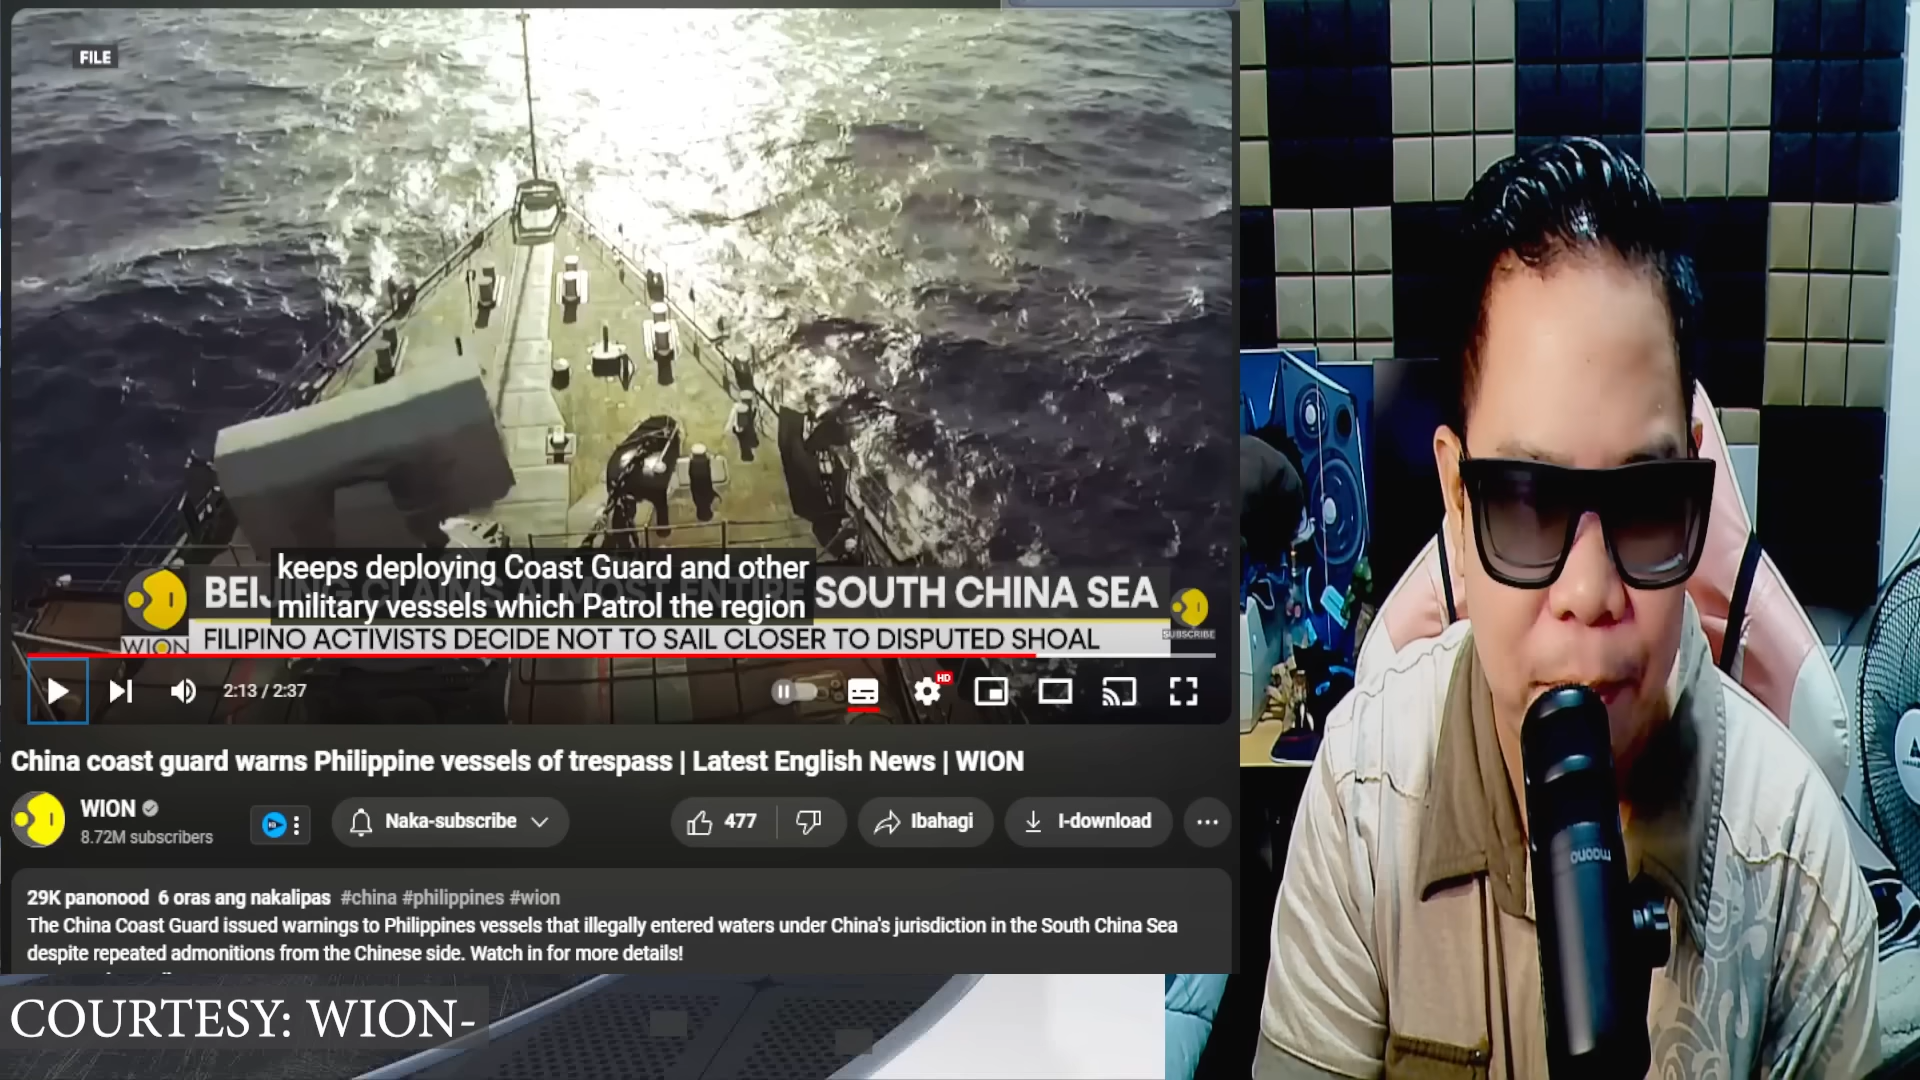 FILE
keeps deploying Coast Guard and other
military vessels which Patrol the region
SOUTH CHINA SEA
WION
FILIPINO ACTIVISTS DECIDE NOT TO SAIL CLOSER TO DISPUTED SHOAL
SUBSCRIBE
2:13 / 2:37
HD
China coast guard warns Philippine vessels of trespass | Latest English News | WION
WION
8.72M subscribers
Naka-subscribe
477
Ibahagi
I-download
29K panonood 6 oras ang nakalipas #china #philippines #wion
The China Coast Guard issued warnings to Philippines vessels that illegally entered waters under China's jurisdiction in the South China Sea
despite repeated admonitions from the Chinese side. Watch in for more details!
COURTESY: WION-
maono